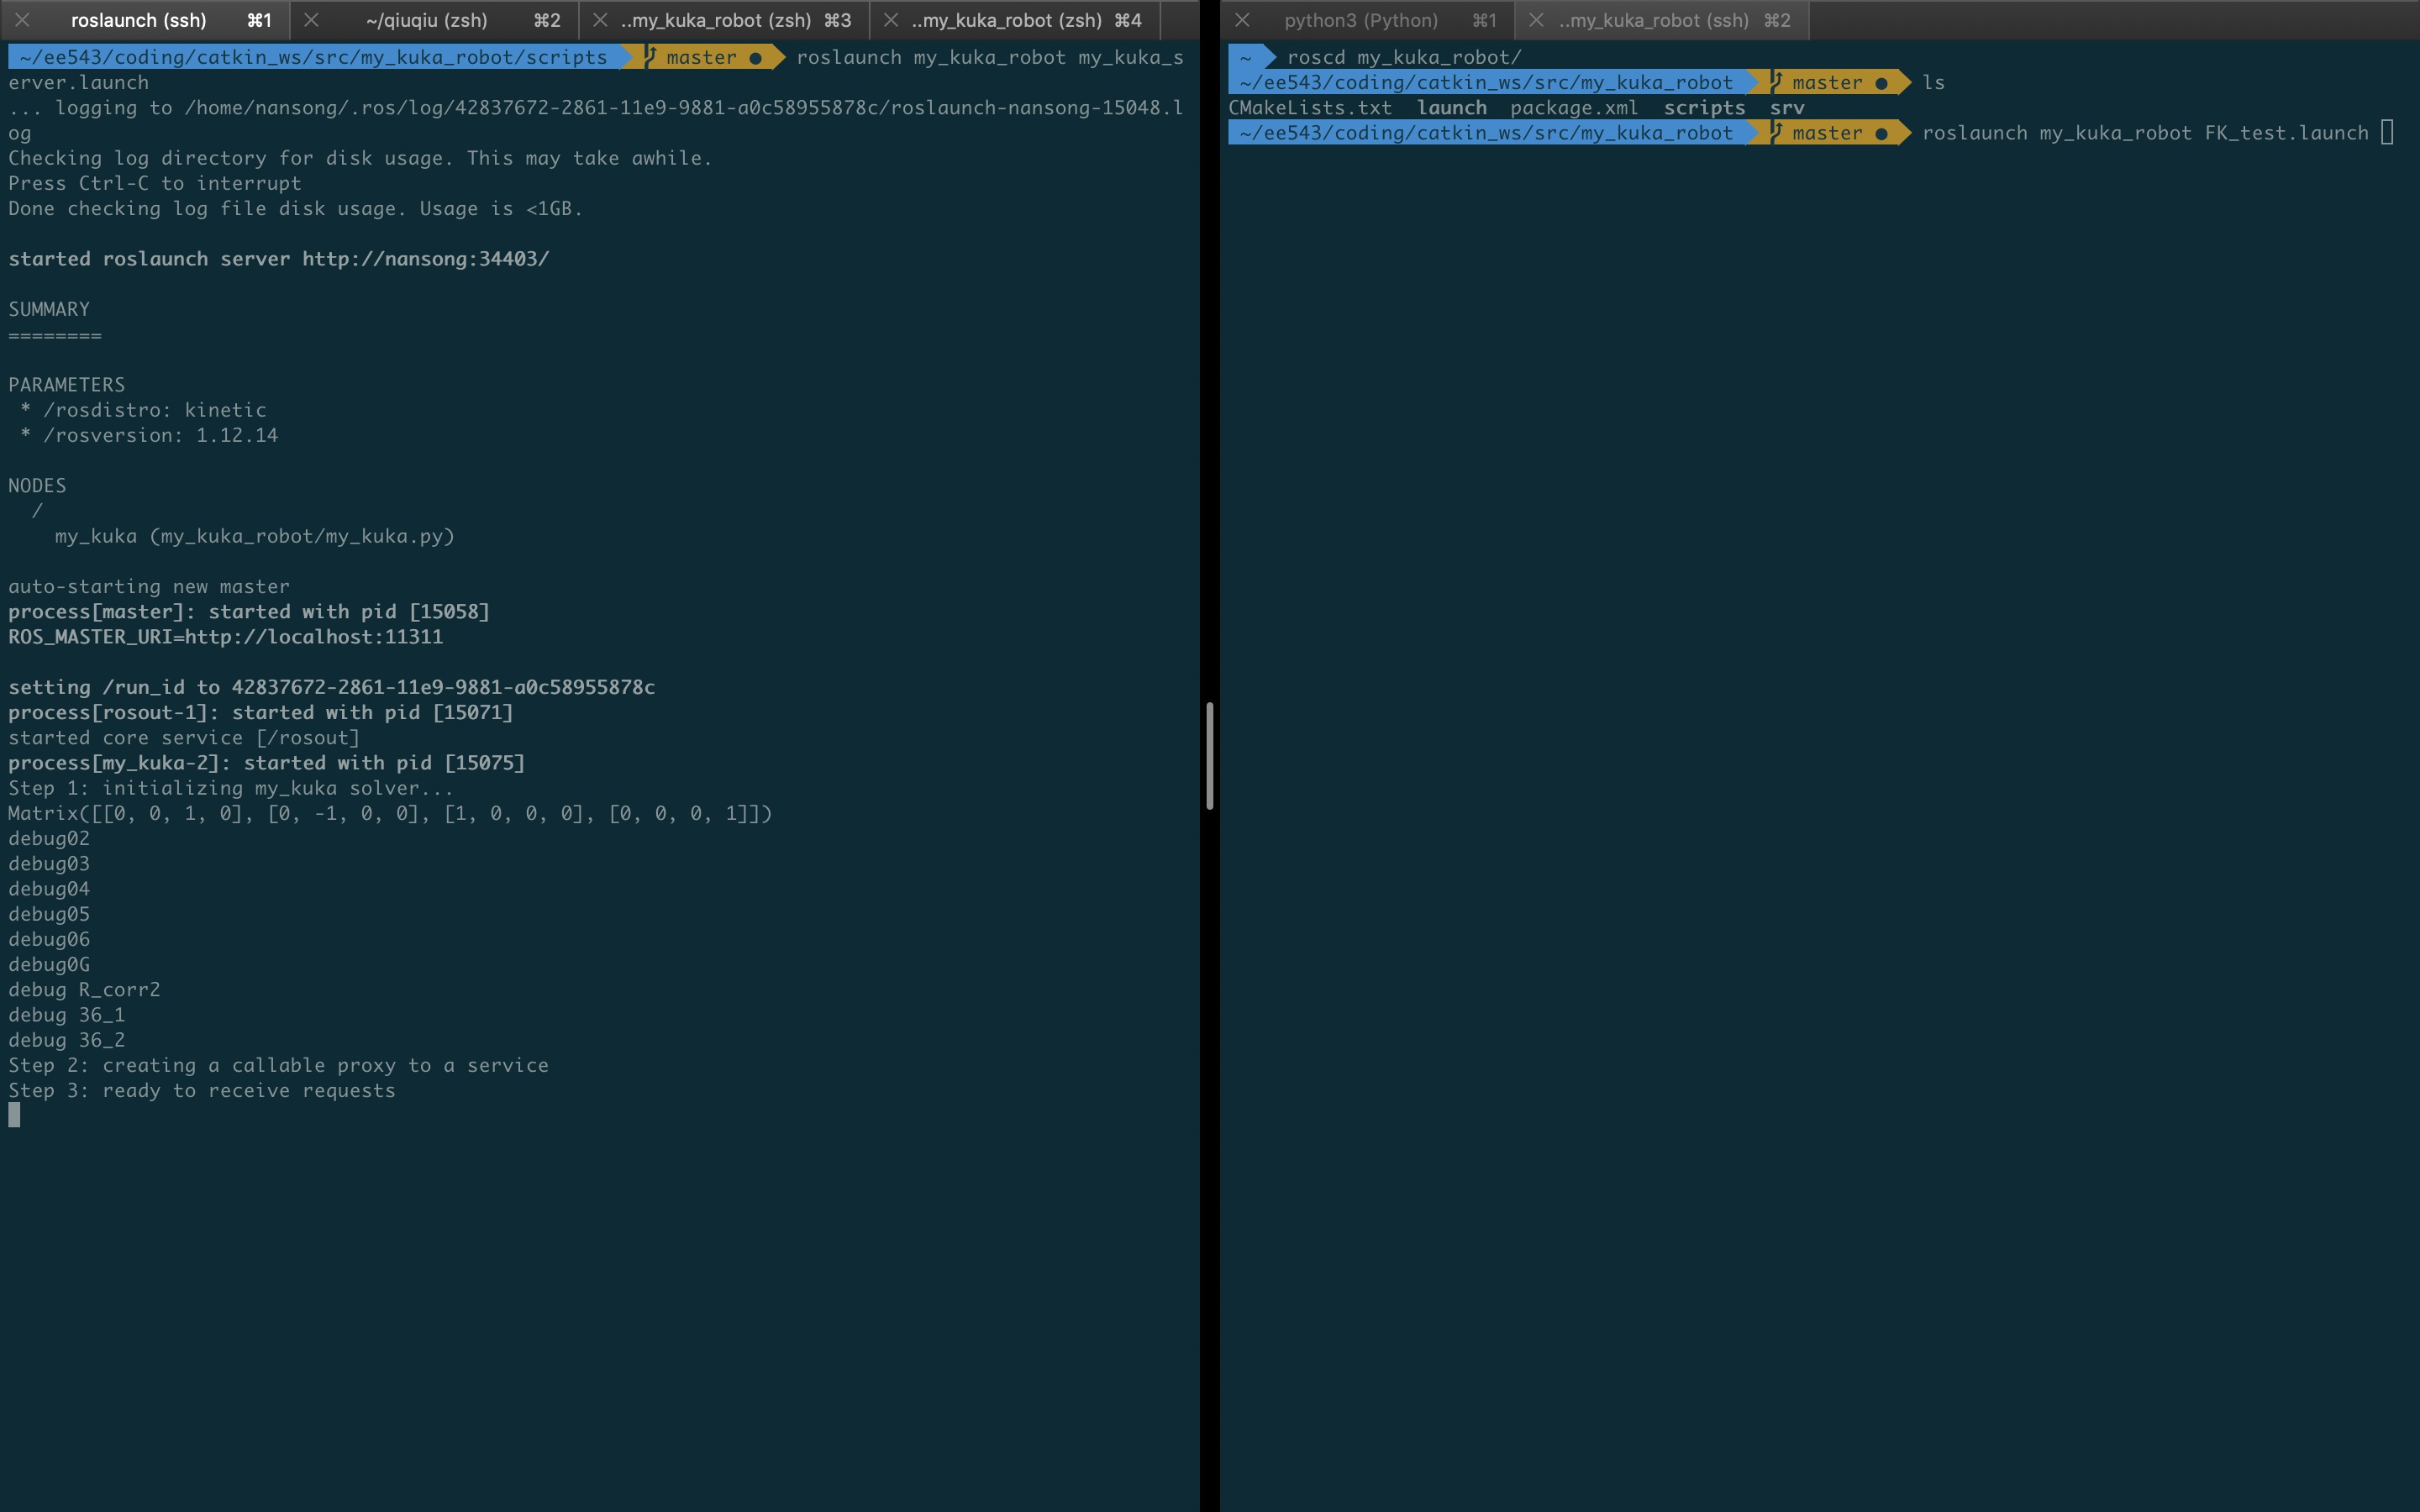 roslaunch (ssh) ⌘1 ~/qiuqiu (zsh) ⌘2 ..my_kuka_robot (zsh) ⌘3 ..my_kuka_robot (zsh) ⌘4
~/ee543/coding/catkin_ws/src/my_kuka_robot/scripts master ● roslaunch my_kuka_robot my_kuka_s
erver.launch
... logging to /home/nansong/.ros/log/42837672-2861-11e9-9881-a0c58955878c/roslaunch-nansong-15048.l
og
Checking log directory for disk usage. This may take awhile.
Press Ctrl-C to interrupt
Done checking log file disk usage. Usage is <1GB.
started roslaunch server http://nansong:34403/
SUMMARY
========
PARAMETERS
* /rosdistro: kinetic
* /rosversion: 1.12.14
NODES
/
my_kuka (my_kuka_robot/my_kuka.py)
auto-starting new master
process[master]: started with pid [15058]
ROS_MASTER_URI=http://localhost:11311
setting /run_id to 42837672-2861-11e9-9881-a0c58955878c
process[rosout-1]: started with pid [15071]
started core service [/rosout]
process[my_kuka-2]: started with pid [15075]
Step 1: initializing my_kuka solver...
Matrix([[0, 0, 1, 0], [0, -1, 0, 0], [1, 0, 0, 0], [0, 0, 0, 1]])
debug02
debug03
debug04
debug05
debug06
debug0G
debug R_corr2
debug 36_1
debug 36_2
Step 2: creating a callable proxy to a service
Step 3: ready to receive requests
python3 (Python) ⌘1 ..my_kuka_robot (ssh) ⌘2
~ roscd my_kuka_robot/
~/ee543/coding/catkin_ws/src/my_kuka_robot master ● ls
CMakeLists.txt launch package.xml scripts srv
~/ee543/coding/catkin_ws/src/my_kuka_robot master ● roslaunch my_kuka_robot FK_test.launch